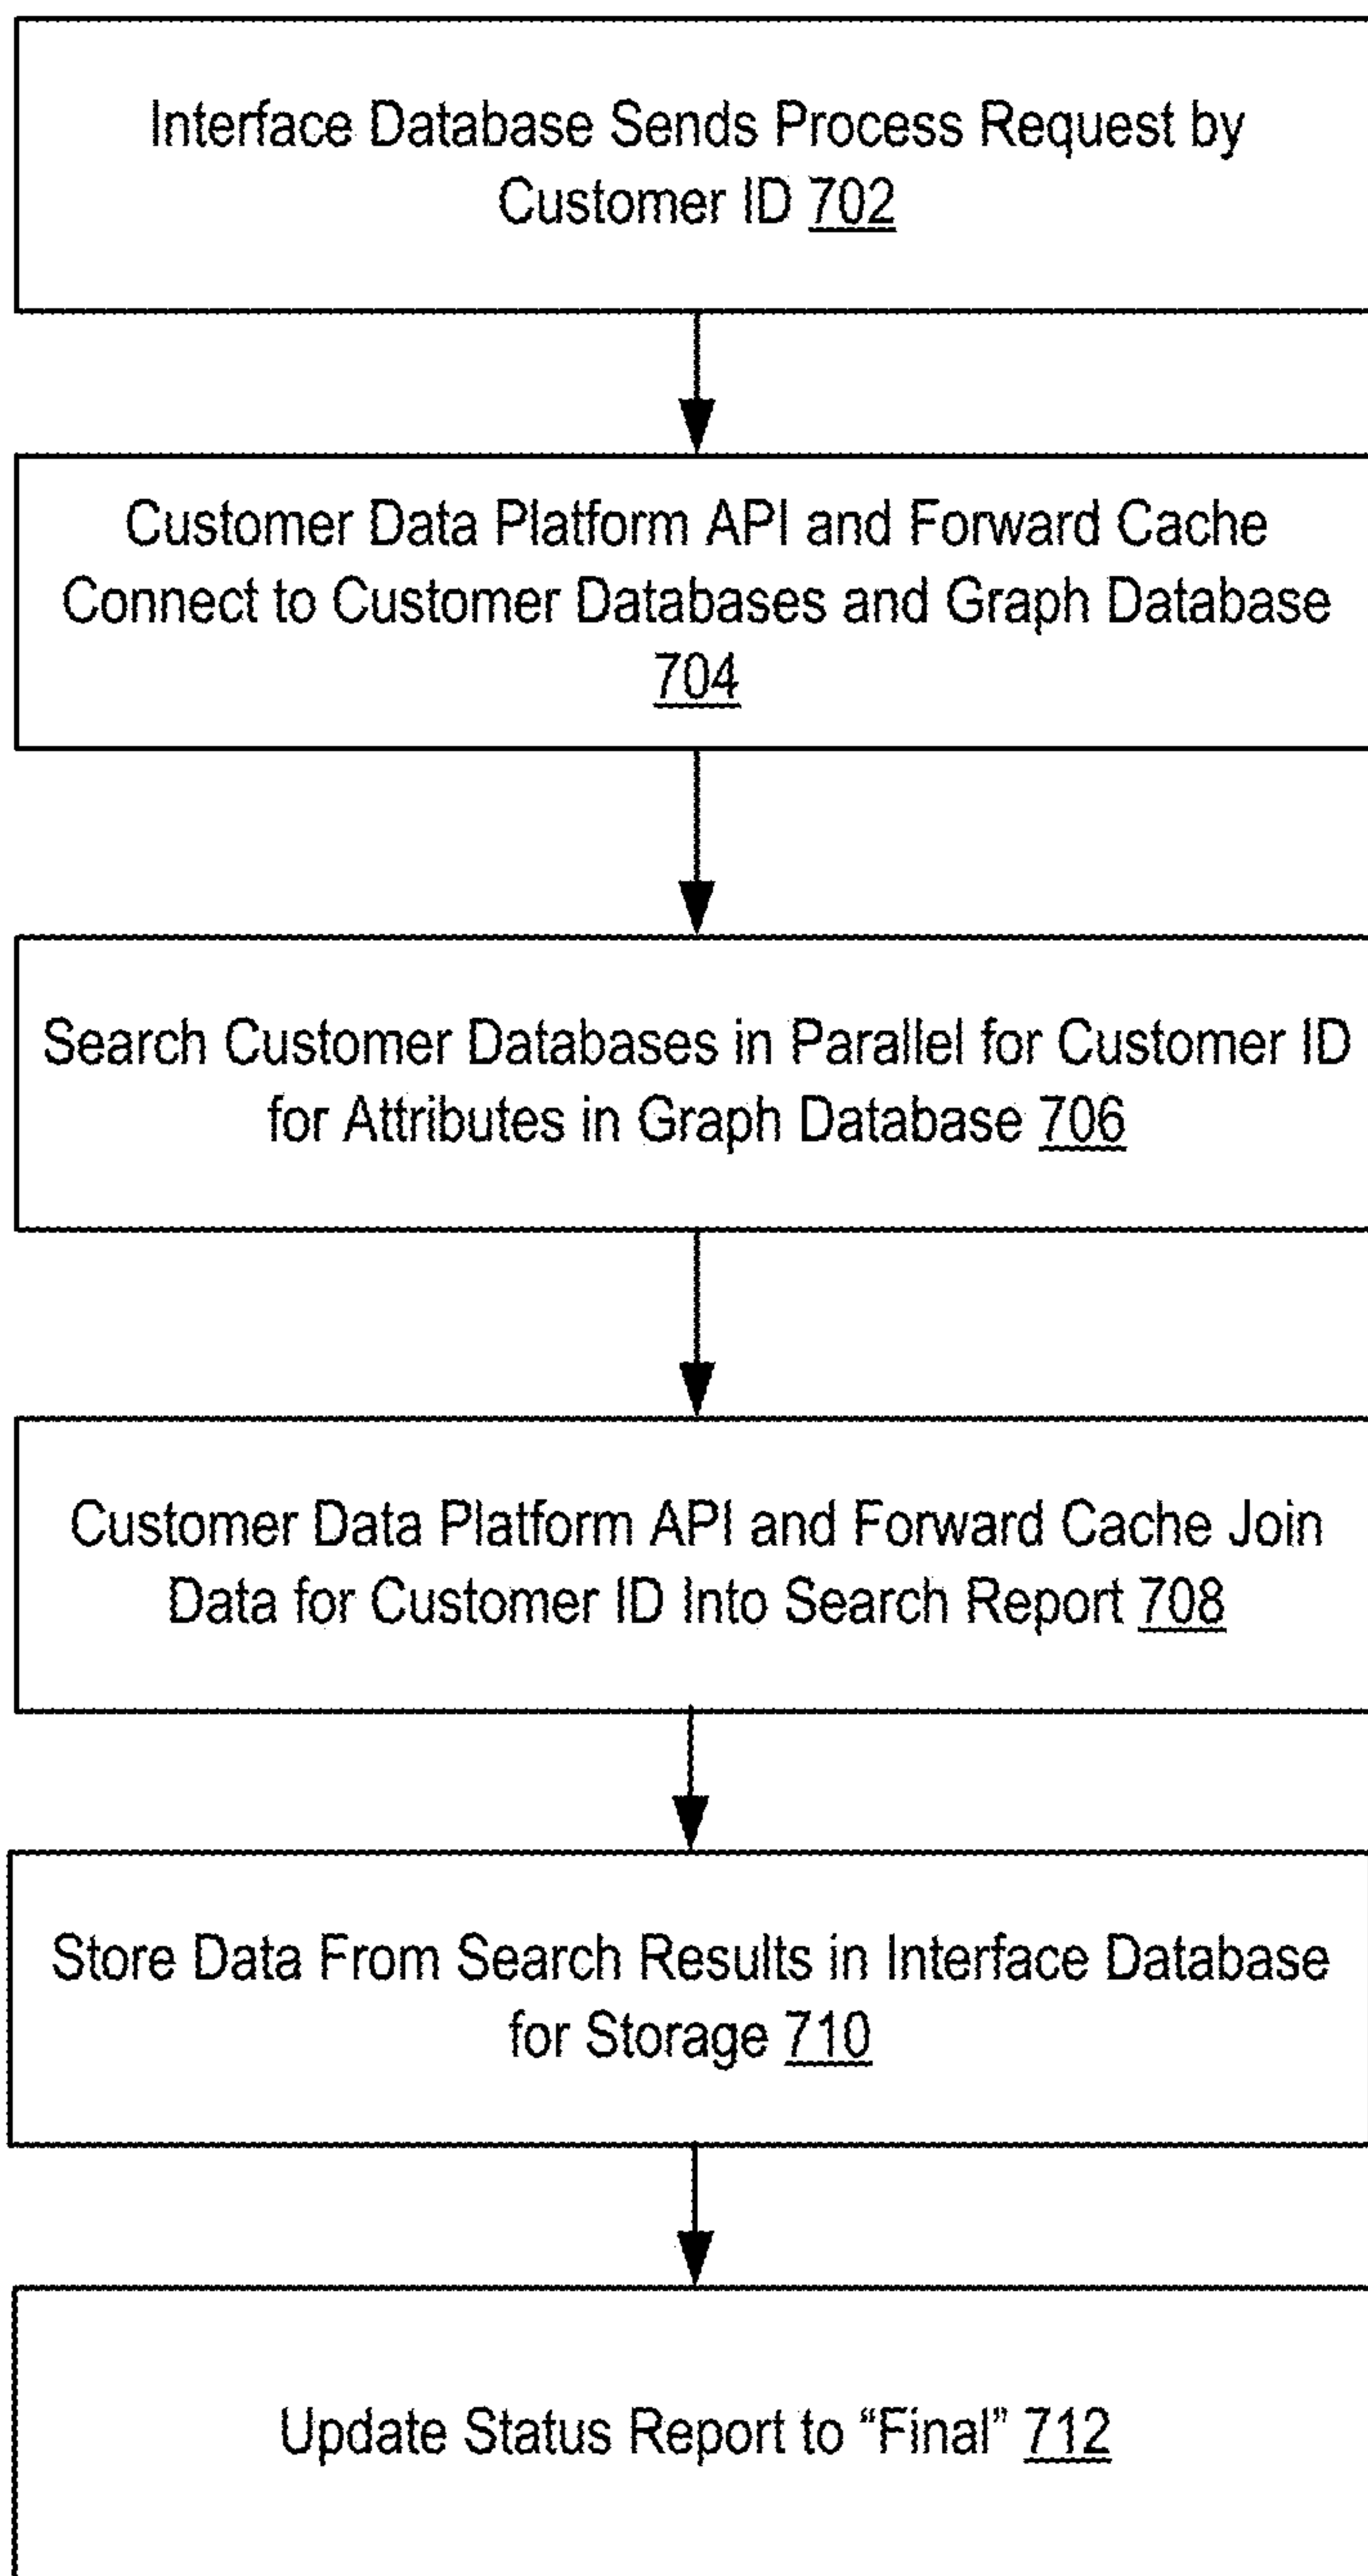 Interface Database Sends Process Request by
Customer ID 702
Customer Data Platform API and Forward Cache
Connect to Customer Databases and Graph Database
704
Search Customer Databases in Parallel for Customer ID
for Attributes in Graph Database 706
Customer Data Platform API and Forward Cache Join
Data for Customer ID Into Search Report 708
Store Data From Search Results in Interface Database
for Storage 710
Update Status Report to “Final” 712